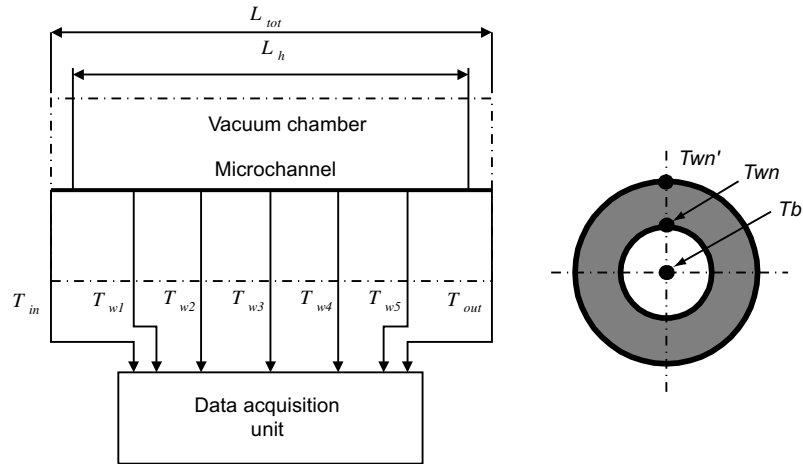 L tot
L h
Vacuum chamber
Microchannel
Twn'
Twn
Tb
T in
T w1
T w2
T w3
T w4
T w5
T out
Data acquisition
unit